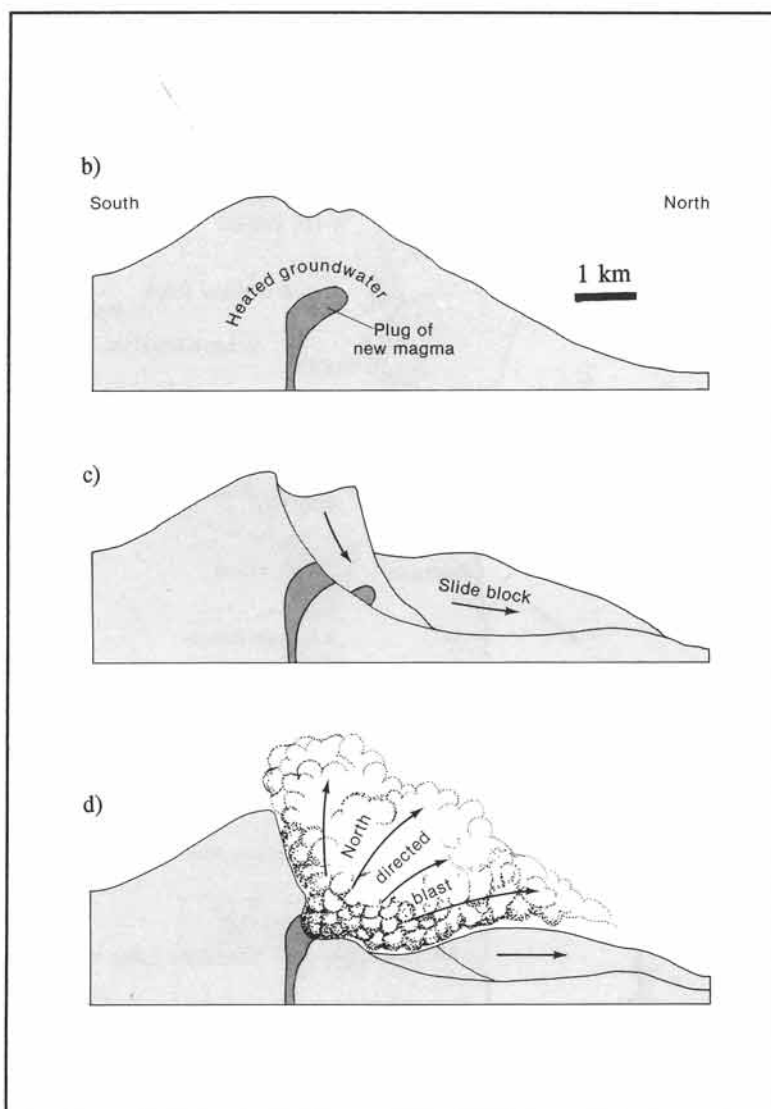 b)
South
North
1 km
Heated groundwater
Plug of
new magma
c)
Slide block
d)
North
directed
blast